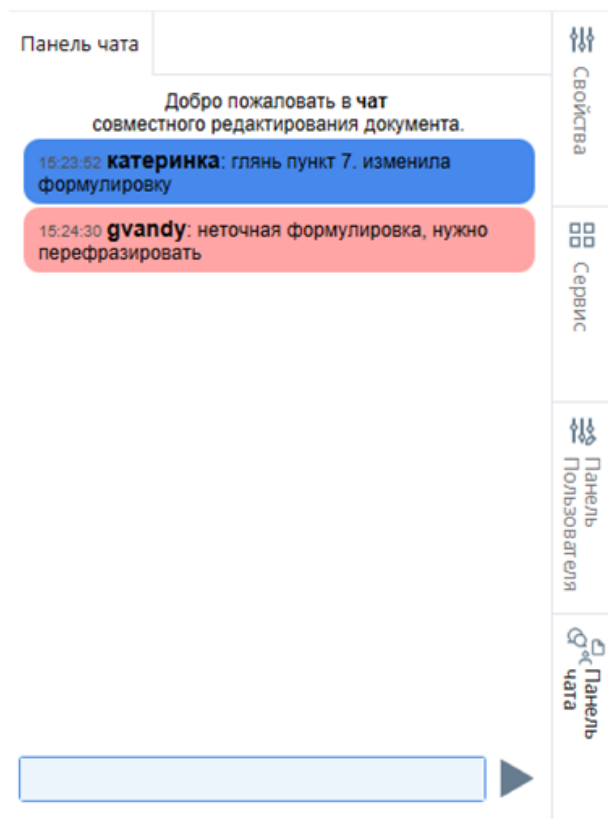 Панель чата
Добро пожаловать в чат
совместного редактирования документа.
15:23:52 катеринка: глянь пункт 7. изменила
формулировку
15:24:30 gvandy: неточная формулировка, нужно
перефразировать
Свойства
Сервис
Панель
Пользователя
Панель
чата